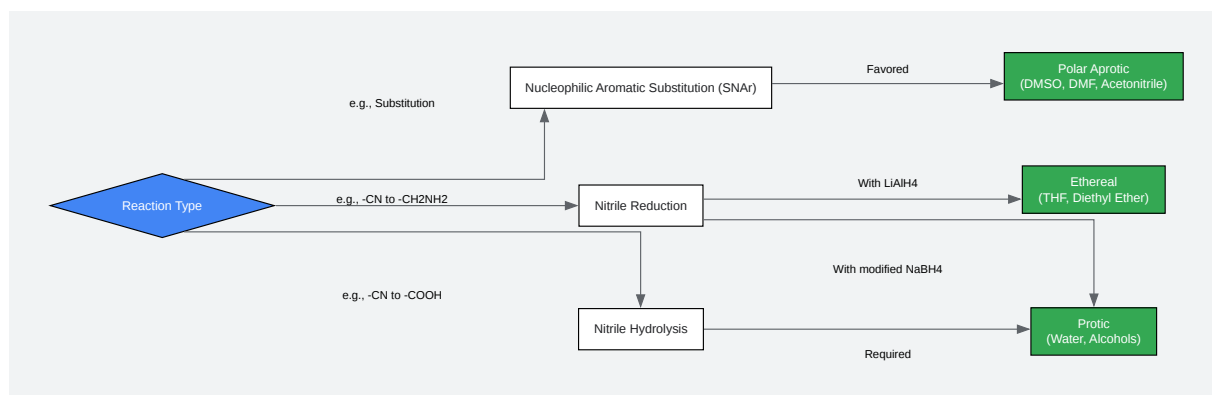 Favored
Polar Aprotic
(DMSO, DMF, Acetonitrile)
Nucleophilic Aromatic Substitution (SNAr)
e.g., Substitution
With LiAlH4
Ethereal
(THF, Diethyl Ether)
Reaction Type
e.g., -CN to -CH2NH2
Nitrile Reduction
With modified NaBH4
e.g., -CN to -COOH
Nitrile Hydrolysis
Protic
(Water, Alcohols)
Required